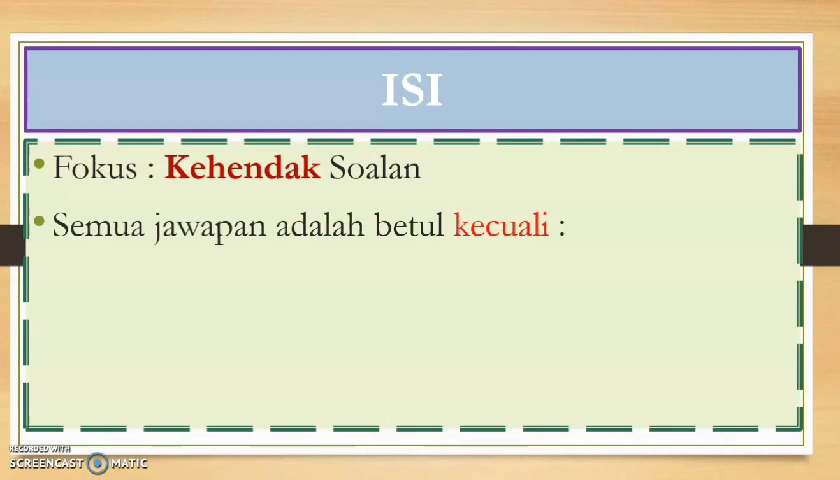 ISI
• Fokus : Kehendak Soalan
• Semua jawapan adalah betul kecuali :
RECORDED WITH
SCREENCAST MATIC